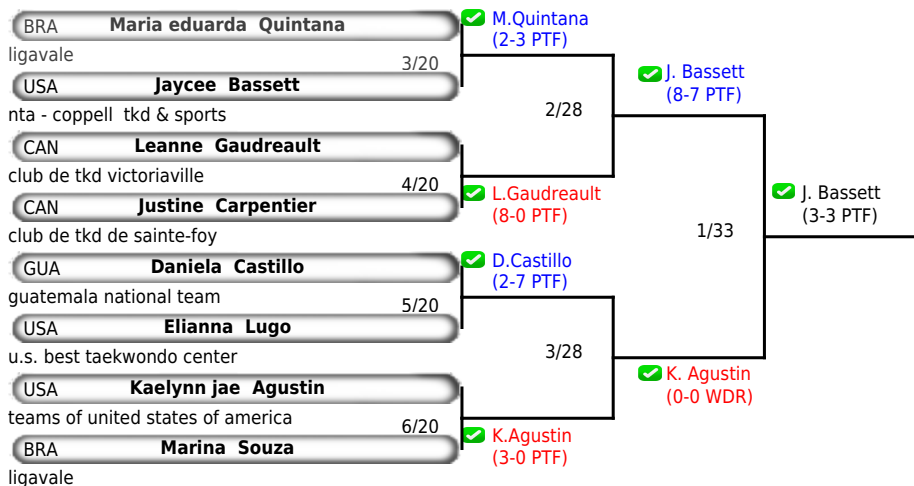 BRA Maria eduarda Quintana
ligavale
3/20
USA Jaycee Bassett
nta - coppell tkd & sports
CAN Leanne Gaudreault
club de tkd victoriaville
4/20
CAN Justine Carpentier
club de tkd de sainte-foy
GUA Daniela Castillo
guatemala national team
5/20
USA Elianna Lugo
u.s. best taekwondo center
USA Kaelynn jae Agustin
teams of united states of america
6/20
BRA Marina Souza
ligavale
M.Quintana
(2-3 PTF)
2/28
L.Gaudreault
(8-0 PTF)
D.Castillo
(2-7 PTF)
3/28
K.Agustin
(3-0 PTF)
J. Bassett
(8-7 PTF)
1/33
K. Agustin
(0-0 WDR)
J. Bassett
(3-3 PTF)